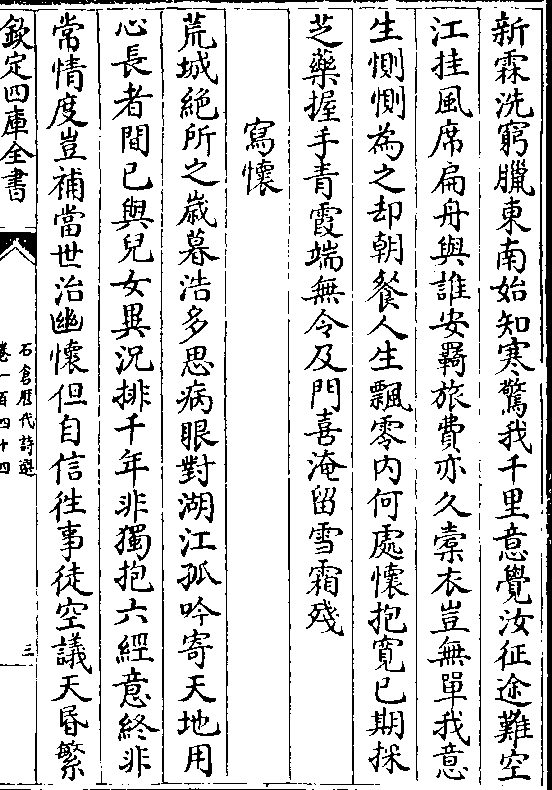 新霖洗窮臘東南始知寒驚我千里意覺汝征途難空
江挂風席扁舟與誰安羇旅費亦久橐衣豈無單我意
生惻惻為之却朝餐人生飄零内何處懷抱寛已期採
芝藥握手青霞端無令及門喜淹留雪霜殘
寫懷
荒城絶所之歲暮浩多思病眼對湖江孤吟寄天地用
心長者間已與兒女異況排千年非獨抱六經意終非
常情度豈補當世治幽懷但自信徃事徒空議天昬繁
欽定四庫全書
石倉歷代詩選
卷一百四十四
三